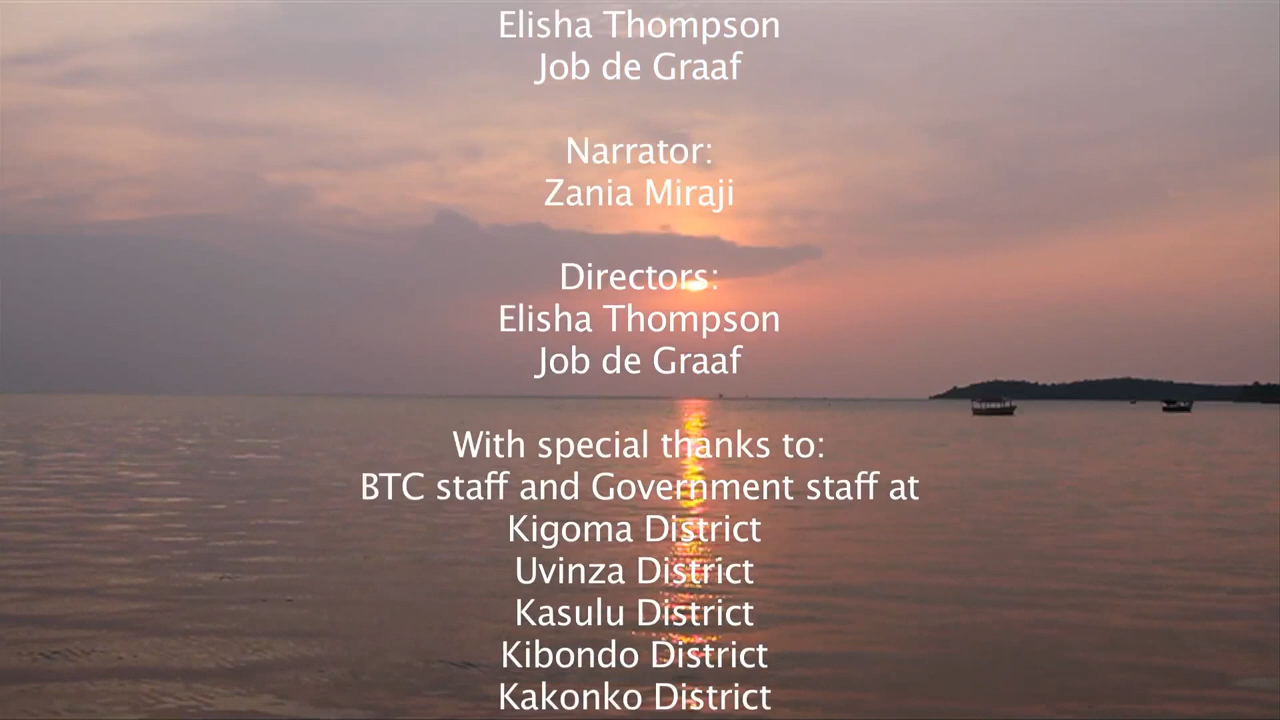 Elisha Thompson
Job de Graaf
Narrator:
Zania Miraji
Directors:
Elisha Thompson
Job de Graaf
With special thanks to:
BTC staff and Government staff at
Kigoma District
Uvinza District
Kasulu District
Kibondo District
Kakonko District